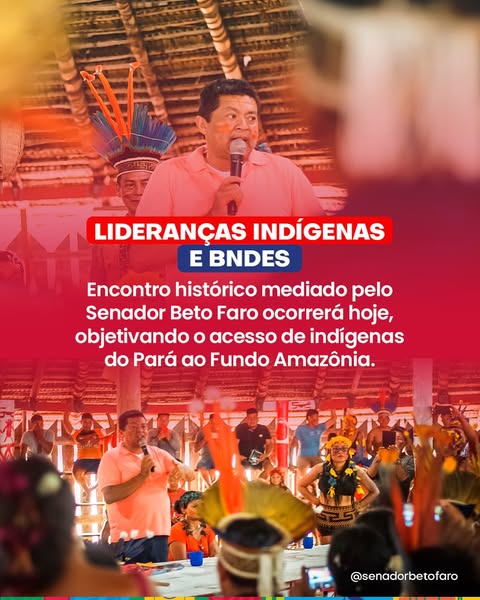 LIDERANÇAS INDÍGENAS
E BNDES
Encontro histórico mediado pelo
Senador Beto Faro ocorrerá hoje,
objetivando o acesso de indígenas
do Pará ao Fundo Amazônia.
@senadorbetofaro